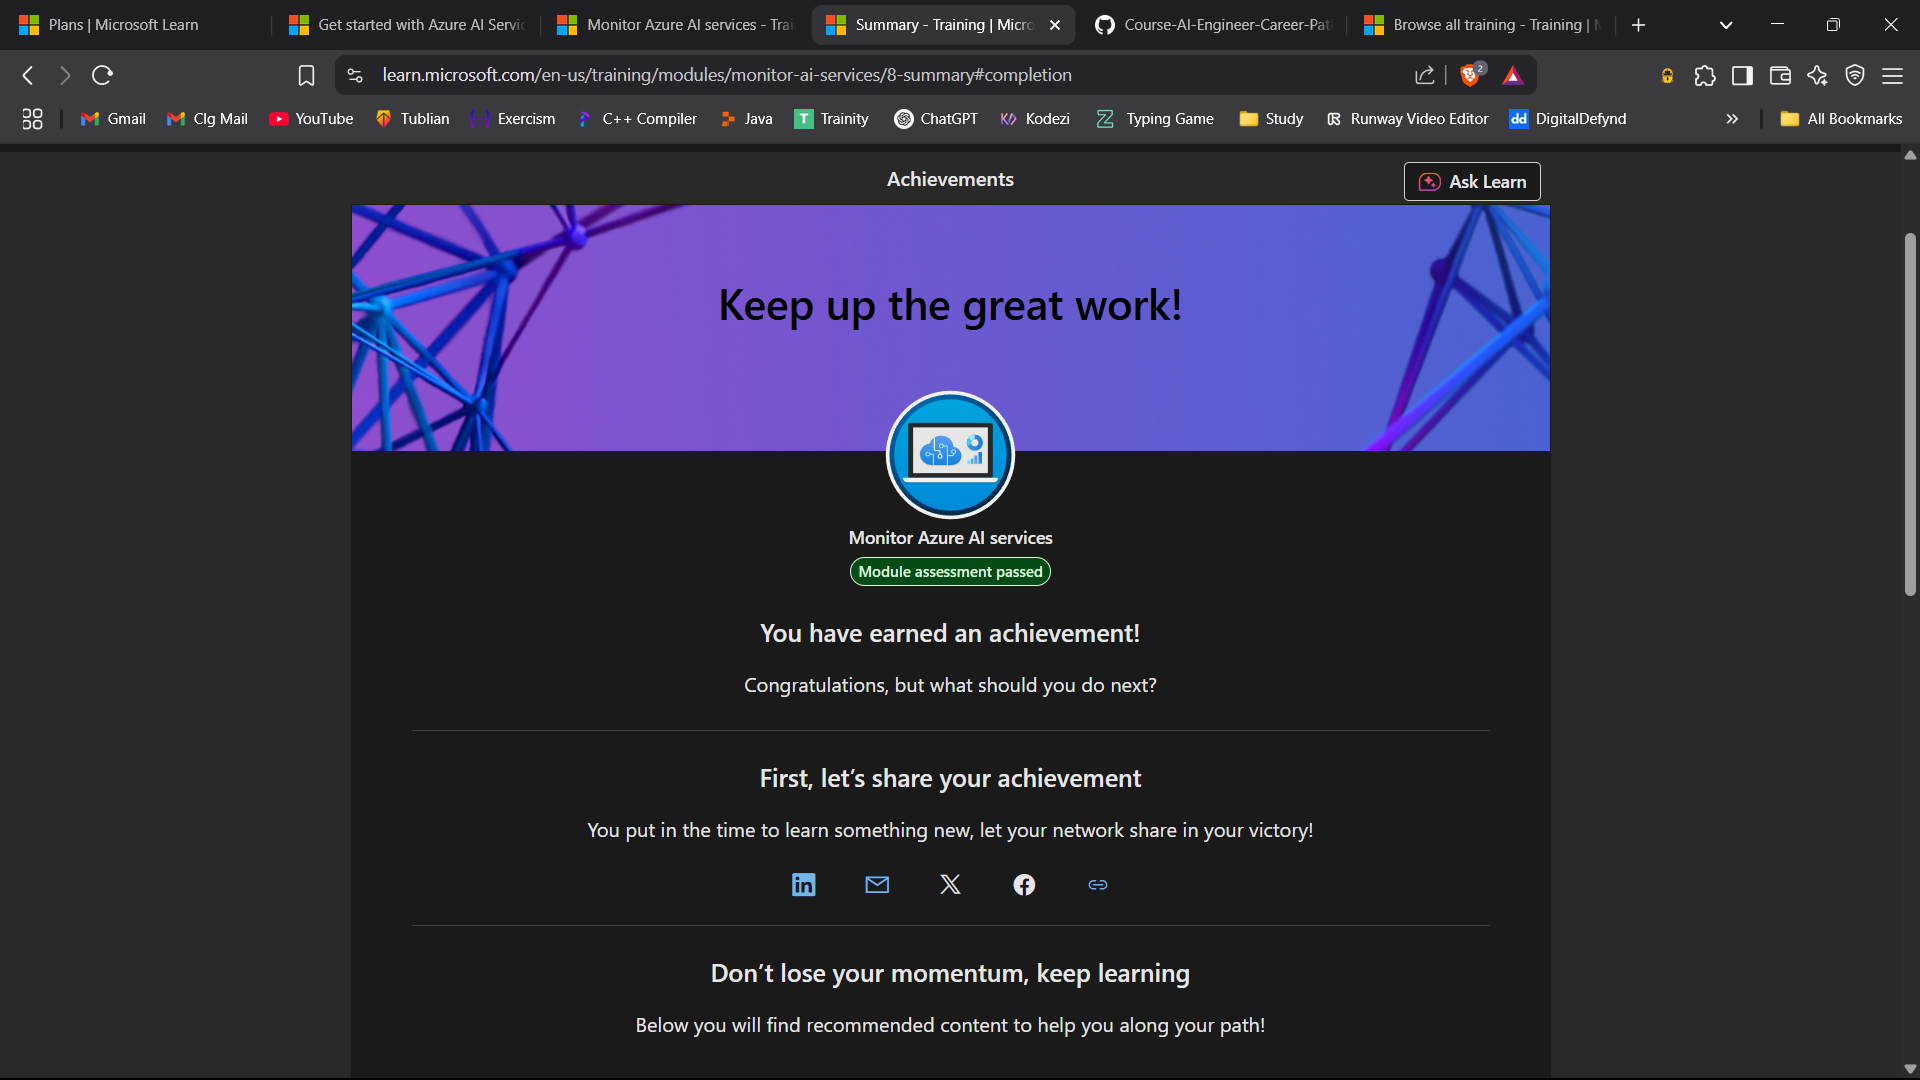 Plans | Microsoft Learn
Get started with Azure AI Servic
Monitor Azure AI services - Trai
Summary - Training | Micro
Course-AI-Engineer-Career-Pat
Browse all training - Training |
learn.microsoft.com/en-us/training/modules/monitor-ai-services/8-summary#completion
2
Gmail
Clg Mail
YouTube
Tublian
Exercism
C++ Compiler
Java
T Trainity
ChatGPT
Kodezi
Typing Game
Study
Runway Video Editor
dd DigitalDefynd
All Bookmarks
Achievements
Ask Learn
Keep up the great work!
Monitor Azure AI services
Module assessment passed
You have earned an achievement!
Congratulations, but what should you do next?
First, let’s share your achievement
You put in the time to learn something new, let your network share in your victory!
in
Don’t lose your momentum, keep learning
Below you will find recommended content to help you along your path!